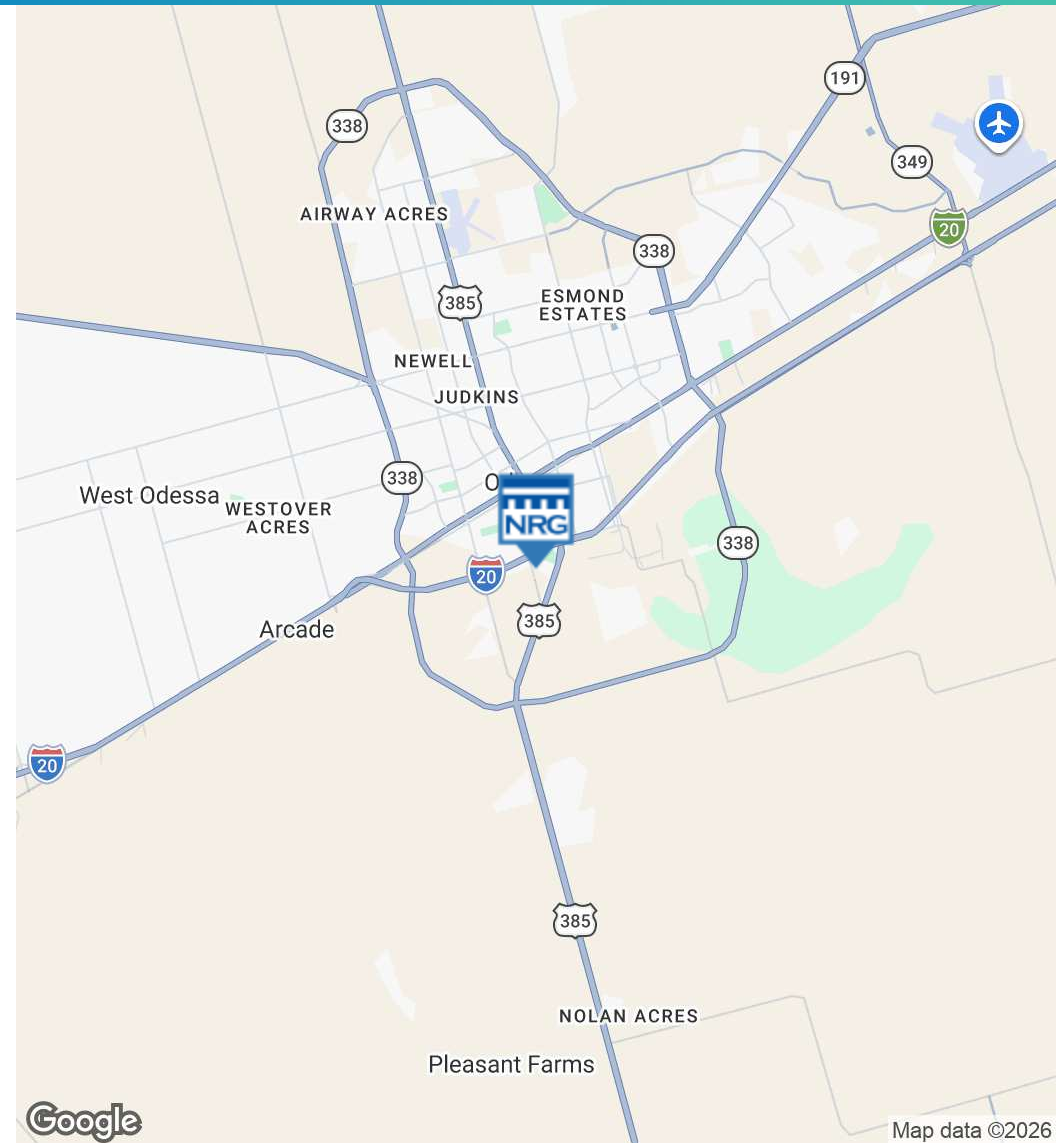 191
338
349
AIRWAY ACRES
20
338
385
ESMOND
ESTATES
NEWELL
JUDKINS
338
West Odessa
WESTOVER
ACRES
NRG
338
20
385
Arcade
20
385
NOLAN ACRES
Pleasant Farms
Google
Map data ©2026